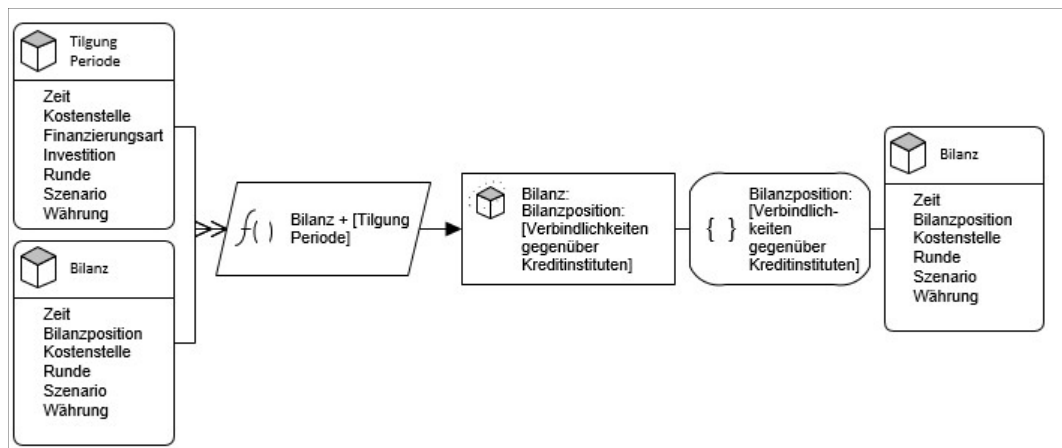 Tilgung
Periode
Zeit
Kostenstelle
Finanzierungsart
Investition
Runde
Szenario
Währung
Bilanz
Zeit
Bilanzposition
Kostenstelle
Runde
Szenario
Währung
f( )
Bilanz + [Tilgung
Periode]
Bilanz:
Bilanzposition:
[Verbindlichkeiten
gegenüber
Kreditinstituten]
{ }
Bilanzposition:
[Verbindlich-
keiten
gegenüber
Kreditinstituten]
Bilanz
Zeit
Bilanzposition
Kostenstelle
Runde
Szenario
Währung